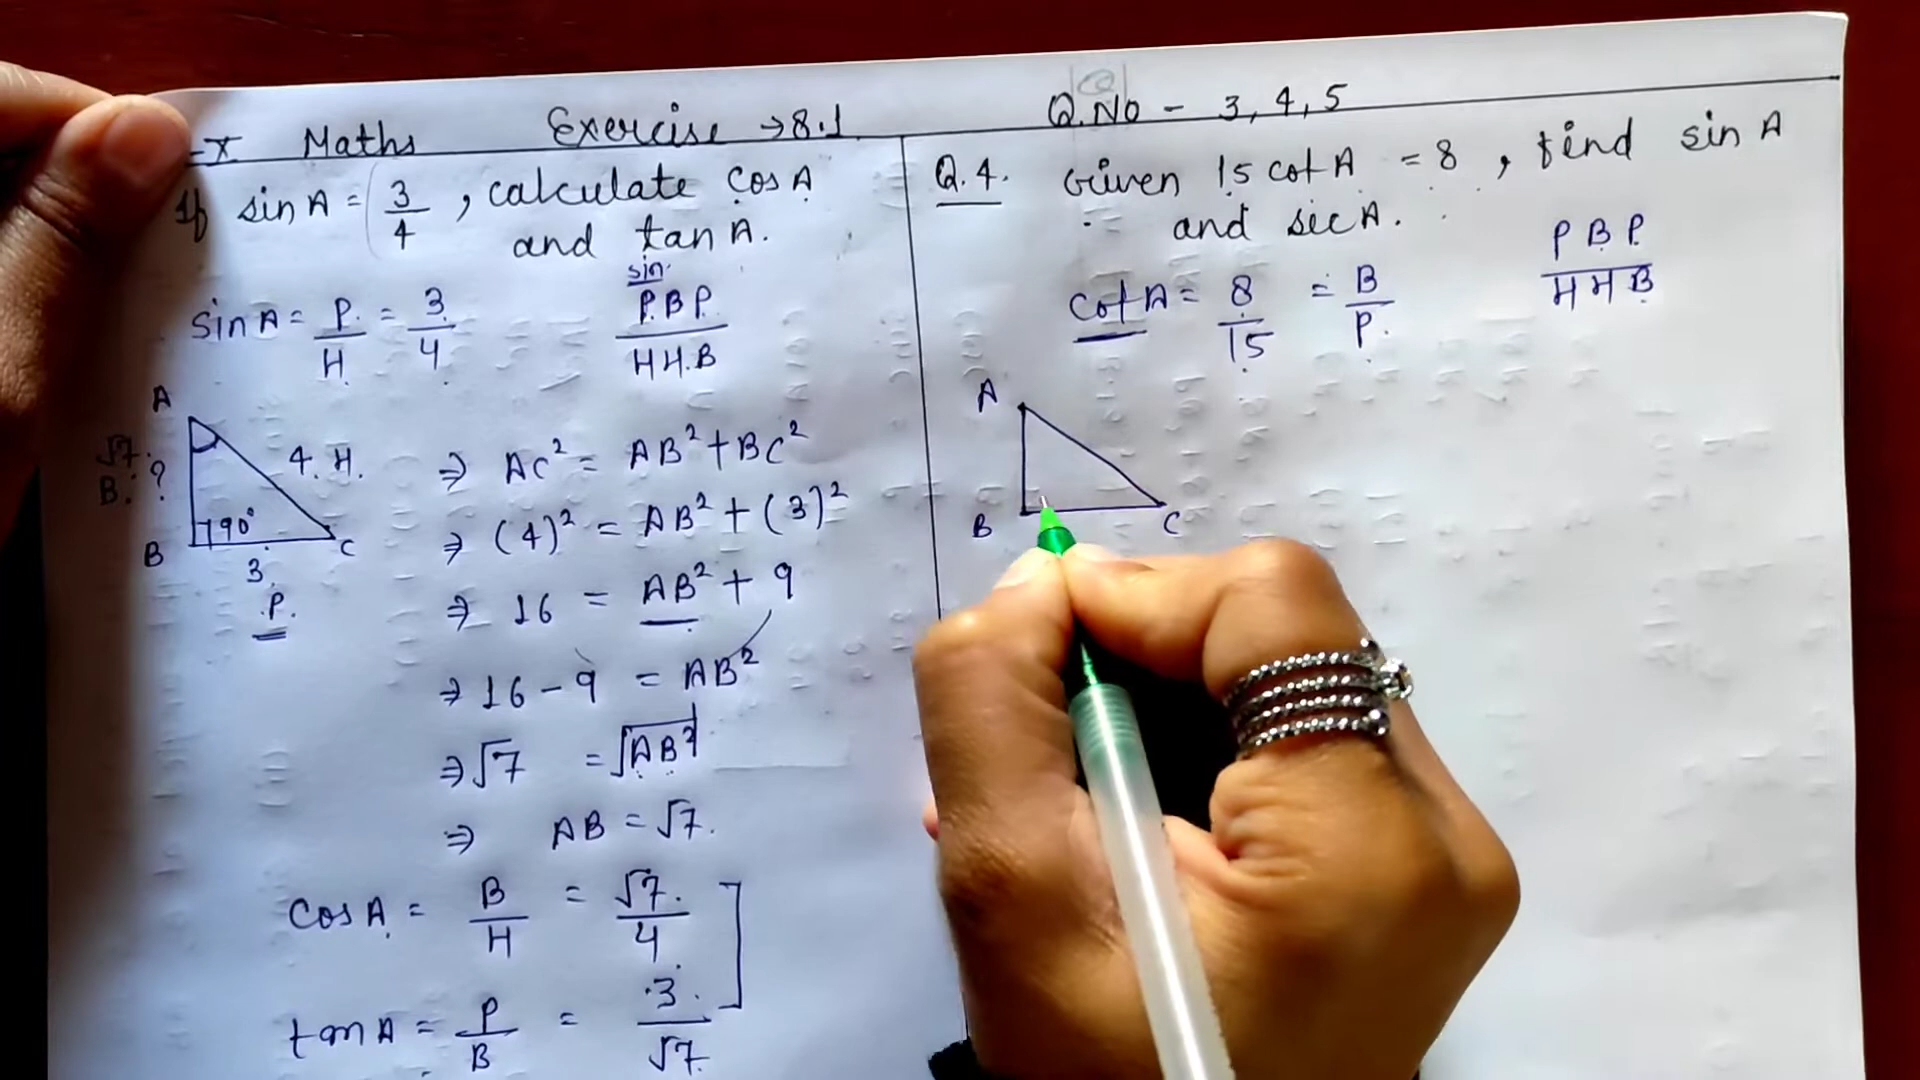 X Maths Exercise → 8.1 Q.No - 3, 4, 5
If sin A = 3/4 , calculate cos A
and tan A.
sin
P B P
H H B
sin A = P/H = 3/4
A
√7
B. ?
4. H.
90°
B
C
3
P.
⇒ AC² = AB² + BC²
⇒ (4)² = AB² + (3)²
⇒ 16 = AB² + 9
⇒ 16 - 9 = AB²
⇒ √7 = √AB²
⇒ AB = √7.
Cos A = B/H = √7/4
tan A = P/B = 3/√7
Q.4. Given 15 cot A = 8 , find sin A
and sec A.
P B P
H H B
cot A = 8/15 = B/P
A
B
C